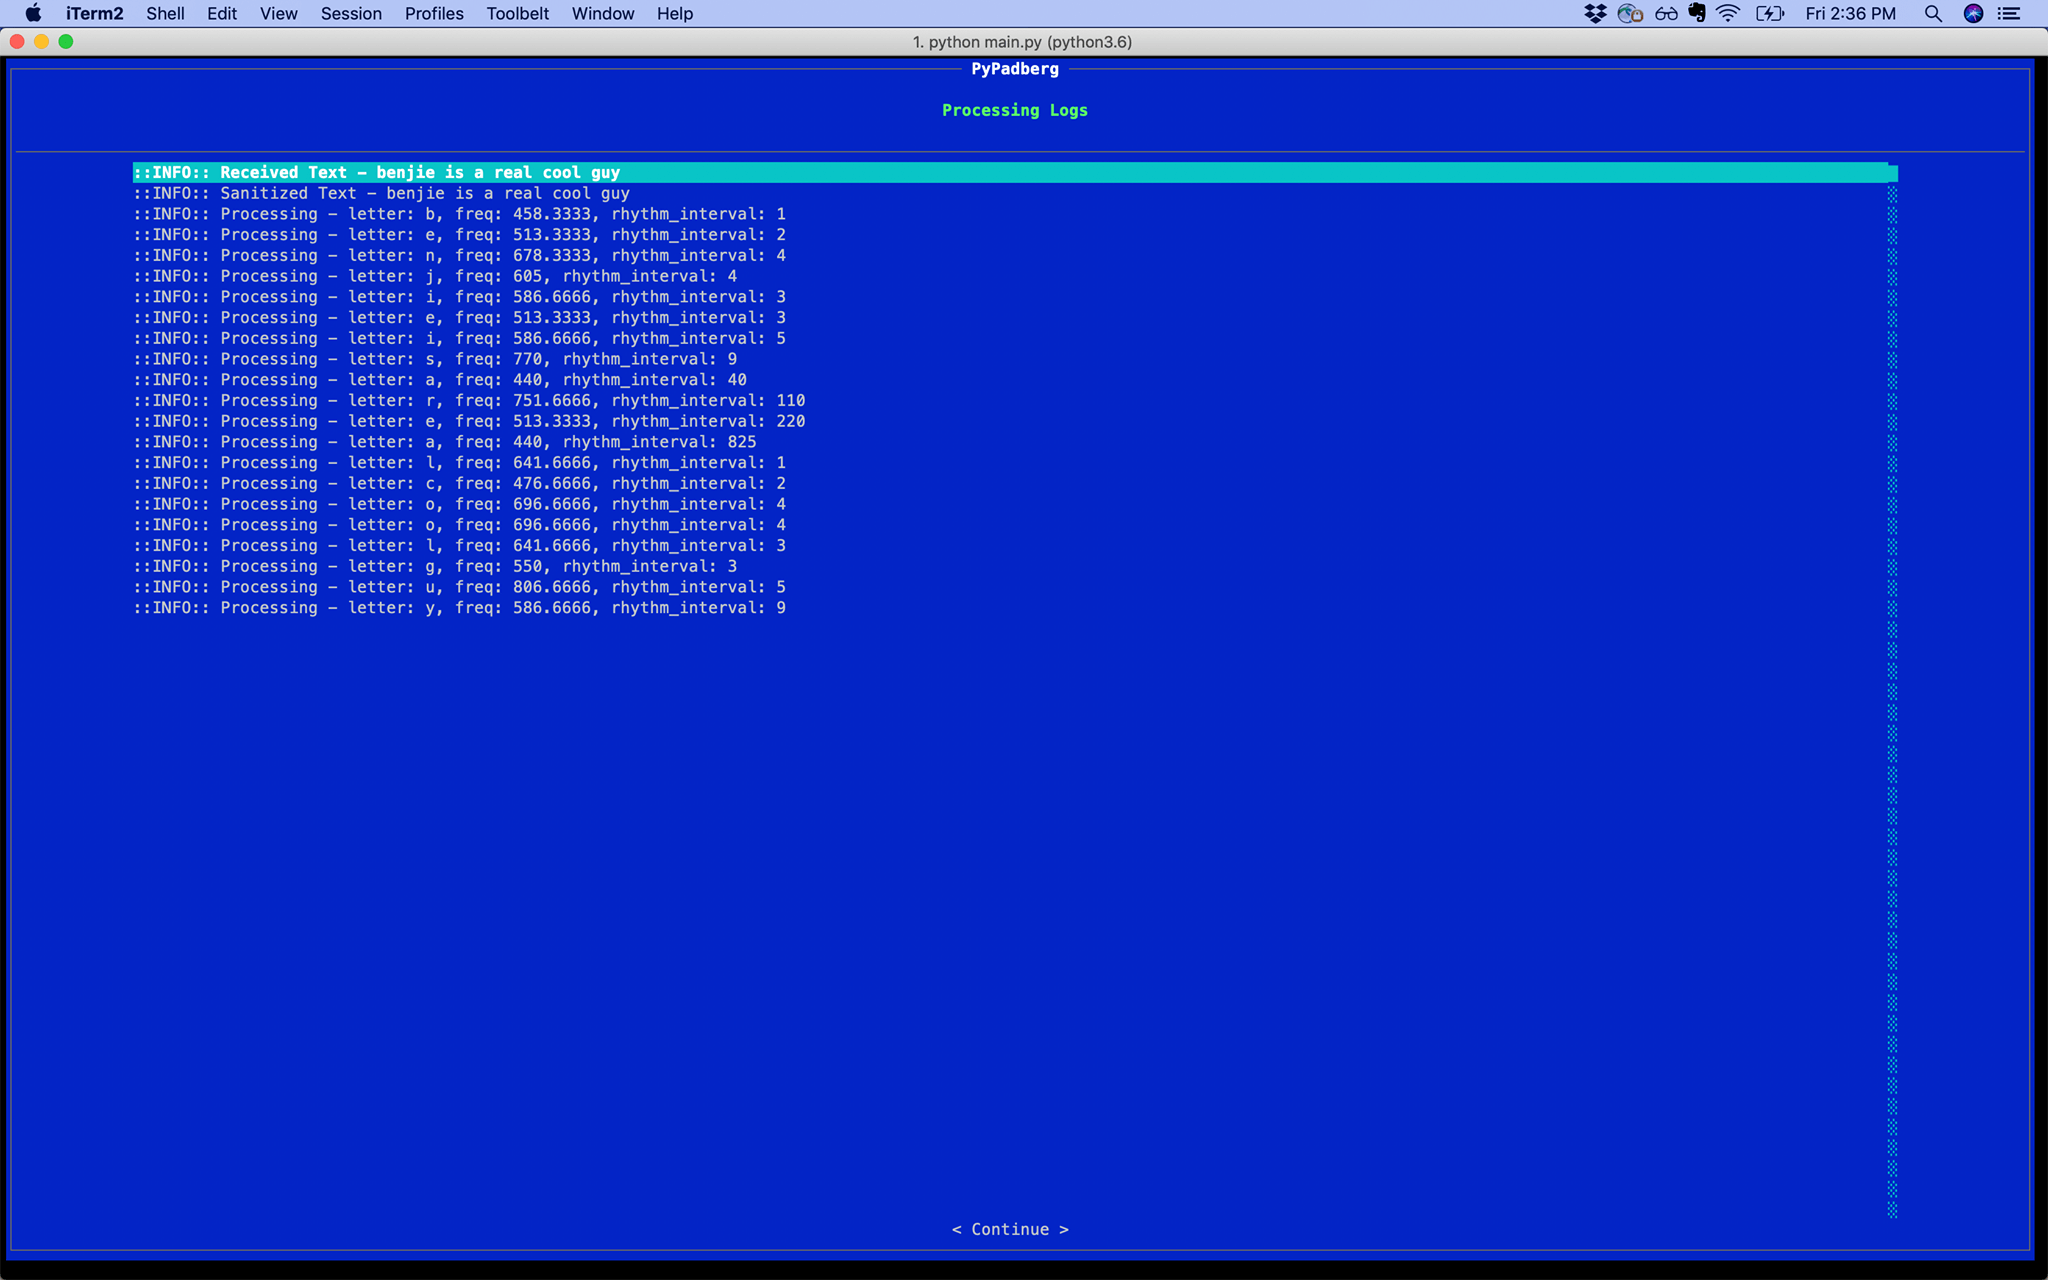 iTerm2 Shell Edit View Session Profiles Toolbelt Window Help Fri 2:36 PM
1. python main.py (python3.6)
PyPadberg
Processing Logs
::INFO:: Received Text – benjie is a real cool guy
::INFO:: Sanitized Text – benjie is a real cool guy
::INFO:: Processing – letter: b, freq: 458.3333, rhythm_interval: 1
::INFO:: Processing – letter: e, freq: 513.3333, rhythm_interval: 2
::INFO:: Processing – letter: n, freq: 678.3333, rhythm_interval: 4
::INFO:: Processing – letter: j, freq: 605, rhythm_interval: 4
::INFO:: Processing – letter: i, freq: 586.6666, rhythm_interval: 3
::INFO:: Processing – letter: e, freq: 513.3333, rhythm_interval: 3
::INFO:: Processing – letter: i, freq: 586.6666, rhythm_interval: 5
::INFO:: Processing – letter: s, freq: 770, rhythm_interval: 9
::INFO:: Processing – letter: a, freq: 440, rhythm_interval: 40
::INFO:: Processing – letter: r, freq: 751.6666, rhythm_interval: 110
::INFO:: Processing – letter: e, freq: 513.3333, rhythm_interval: 220
::INFO:: Processing – letter: a, freq: 440, rhythm_interval: 825
::INFO:: Processing – letter: l, freq: 641.6666, rhythm_interval: 1
::INFO:: Processing – letter: c, freq: 476.6666, rhythm_interval: 2
::INFO:: Processing – letter: o, freq: 696.6666, rhythm_interval: 4
::INFO:: Processing – letter: o, freq: 696.6666, rhythm_interval: 4
::INFO:: Processing – letter: l, freq: 641.6666, rhythm_interval: 3
::INFO:: Processing – letter: g, freq: 550, rhythm_interval: 3
::INFO:: Processing – letter: u, freq: 806.6666, rhythm_interval: 5
::INFO:: Processing – letter: y, freq: 586.6666, rhythm_interval: 9
< Continue >